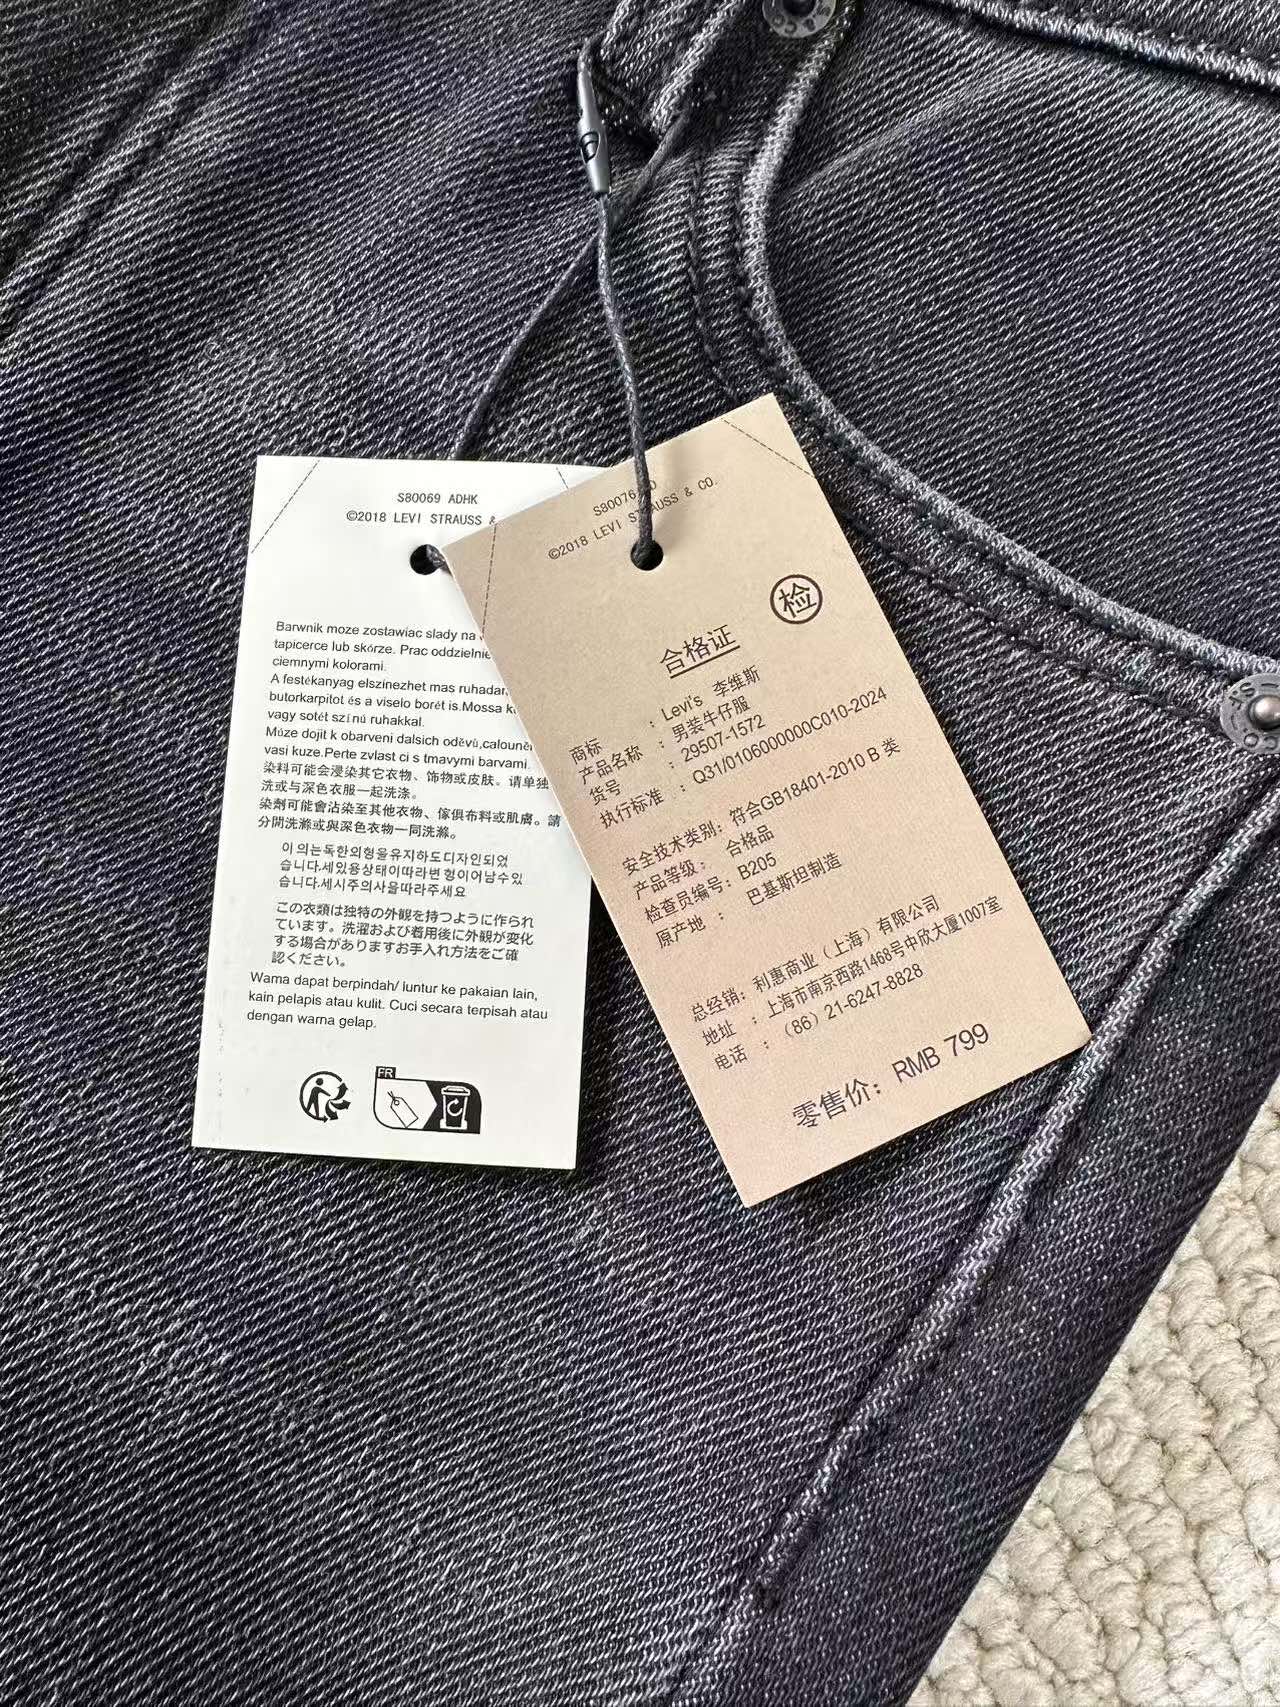 S80069 ADHK
©2018 LEVI STRAUSS &
Barwnik moze zostawiac slady na
tapicerce lub skórze. Prac oddzielnie
ciemnymi kolorami.
A festékanyag elszinezhet mas ruhadar
butorkarpitot és a viselo borét is.Mossa k
vagy sotét színú ruhakkal.
Múze dojit k obarveni dalsich oděvů,calouněn
vasi kuze.Perte zvlast ci s tmavymi barvami.
染料可能会浸染其它衣物、饰物或皮肤。请单独
洗或与深色衣服一起洗涤。
染劑可能會沾染至其他衣物、傢俱布料或肌膚。請
分開洗滌或與深色衣物一同洗滌。
이 의는독한외형을유지하도디자인되었
습니다.세있용상태이따라변 형이어남수있
습니다.세시주의사을따라주세요
この衣類は独特の外観を持つように作られ
ています。洗濯および着用後に外観が変化
する場合がありますお手入れ方法をご確
認ください。
Warna dapat berpindah/ luntur ke pakaian lain,
kain pelapis atau kulit. Cuci secara terpisah atau
dengan warna gelap.
FR
S80076
©2018 LEVI STRAUSS & CO.
检
合格证
商标 : Levi's 李维斯
产品名称 : 男装牛仔服
货号 : 29507-1572
执行标准 : Q31/0106000000C010-2024
安全技术类别: 符合GB18401-2010 B 类
产品等级: 合格品
检查员编号: B205
原产地 : 巴基斯坦制造
总经销: 利惠商业（上海）有限公司
地址 : 上海市南京西路1468号中欣大厦1007室
电话 : （86）21-6247-8828
零售价: RMB 799